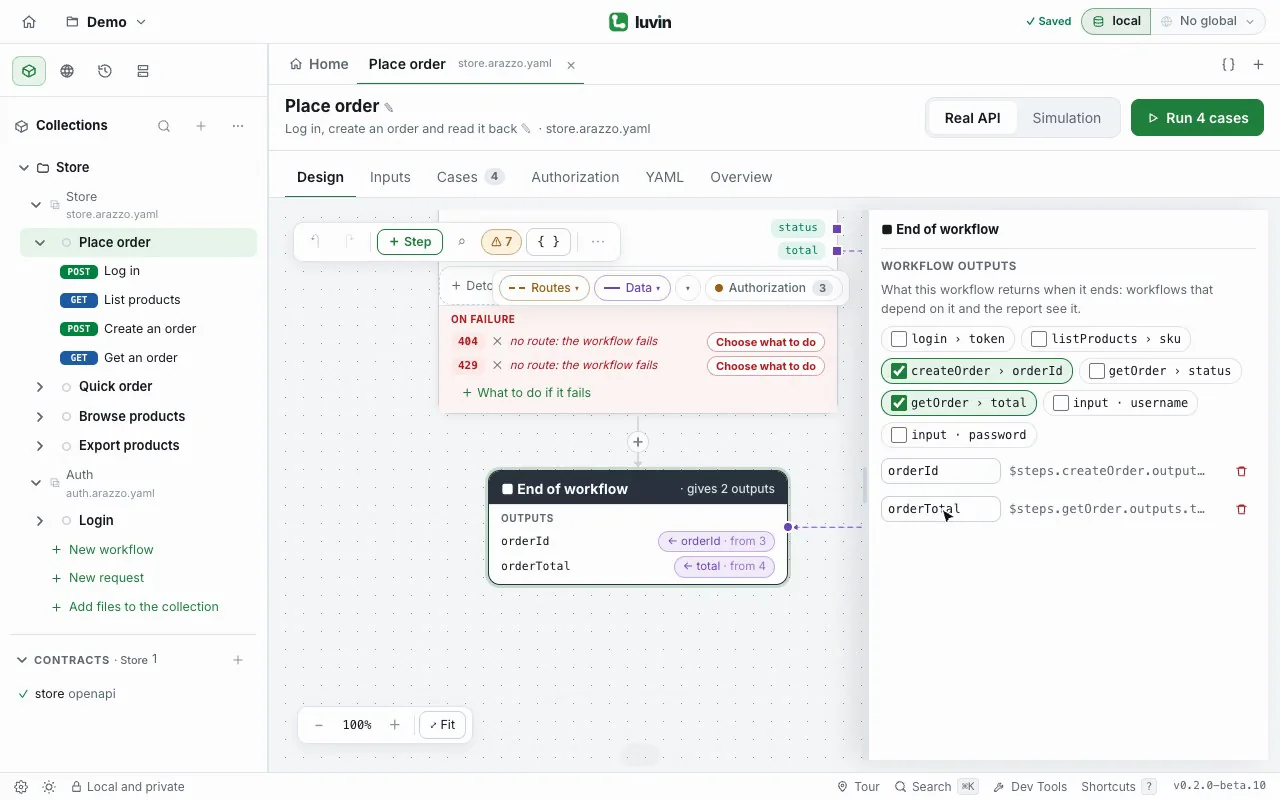 Demo
luvin
Saved
local
No global
Home
Place order
store.arazzo.yaml
Collections
Place order
Log in, create an order and read it back · store.arazzo.yaml
Real API
Simulation
Run 4 cases
Design
Inputs
Cases 4
Authorization
YAML
Overview
Store
Store
store.arazzo.yaml
Place order
POST Log in
GET List products
POST Create an order
GET Get an order
Quick order
Browse products
Export products
Auth
auth.arazzo.yaml
Login
+ New workflow
+ New request
+ Add files to the collection
CONTRACTS · Store 1
store openapi
+ Step
7
{ }
status
total
Routes
Data
Authorization 3
ON FAILURE
404 × no route: the workflow fails
Choose what to do
429 × no route: the workflow fails
Choose what to do
+ What to do if it fails
End of workflow · gives 2 outputs
OUTPUTS
orderId ← orderId · from 3
orderTotal ← total · from 4
− 100% +
Fit
End of workflow
WORKFLOW OUTPUTS
What this workflow returns when it ends: workflows that
depend on it and the report see it.
login › token
listProducts › sku
createOrder › orderId
getOrder › status
getOrder › total
input · username
input · password
orderId $steps.createOrder.output…
orderTotal $steps.getOrder.outputs.t…
Local and private
Tour
Search ⌘K
Dev Tools
Shortcuts ?
v0.2.0-beta.10